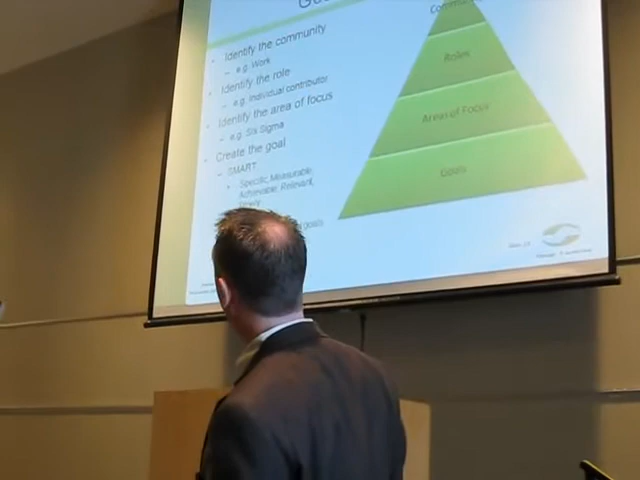 Identify the community
e.g. Work
Identify the role
e.g. Individual contributor
Identify the area of focus
e.g. Six Sigma
Create the goal
SMART
Specific, Measurable,
Achievable, Relevant,
goals
Roles
Area of Focus
Goals